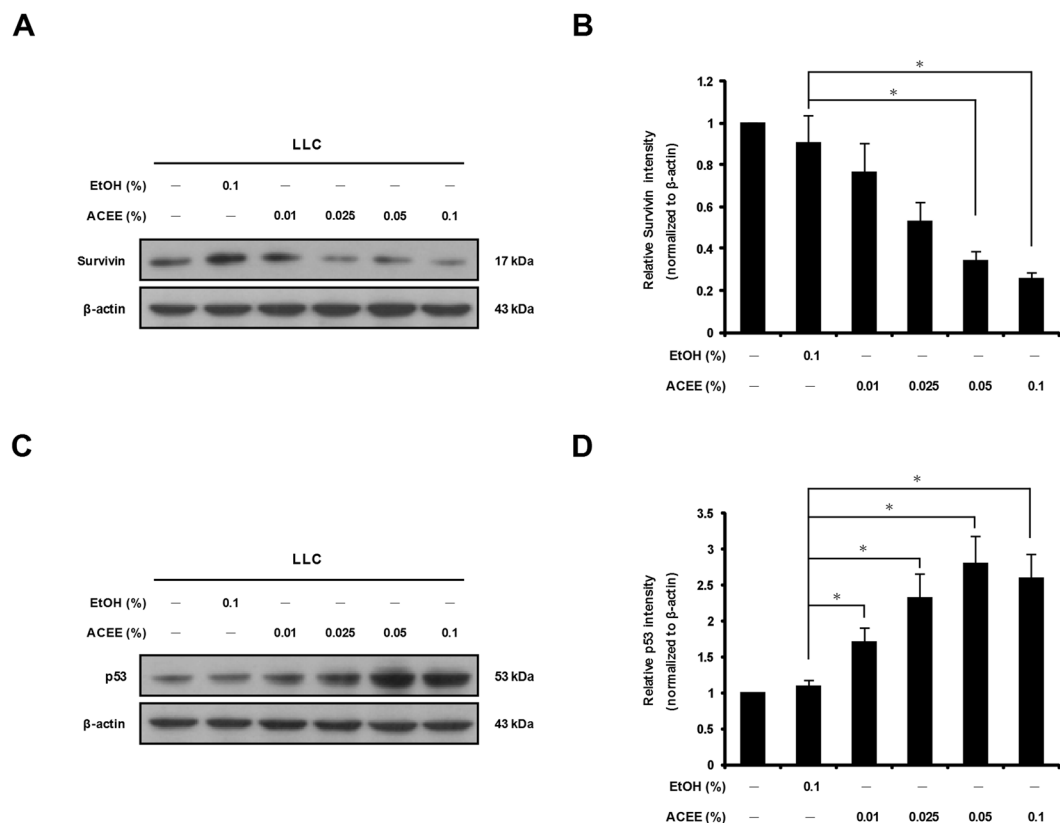 A
LLC
EtOH (%) — 0.1 — — — —
ACEE (%) — — 0.01 0.025 0.05 0.1
Survivin 17 kDa
β-actin 43 kDa
B
Relative Survivin intensity
(normalized to β-actin)
1.2
1
0.8
0.6
0.4
0.2
0
*
*
EtOH (%) — 0.1 — — — —
ACEE (%) — — 0.01 0.025 0.05 0.1
C
LLC
EtOH (%) — 0.1 — — — —
ACEE (%) — — 0.01 0.025 0.05 0.1
p53 53 kDa
β-actin 43 kDa
D
Relative p53 intensity
(normalized to β-actin)
3.5
3
2.5
2
1.5
1
0.5
0
*
*
*
*
EtOH (%) — 0.1 — — — —
ACEE (%) — — 0.01 0.025 0.05 0.1